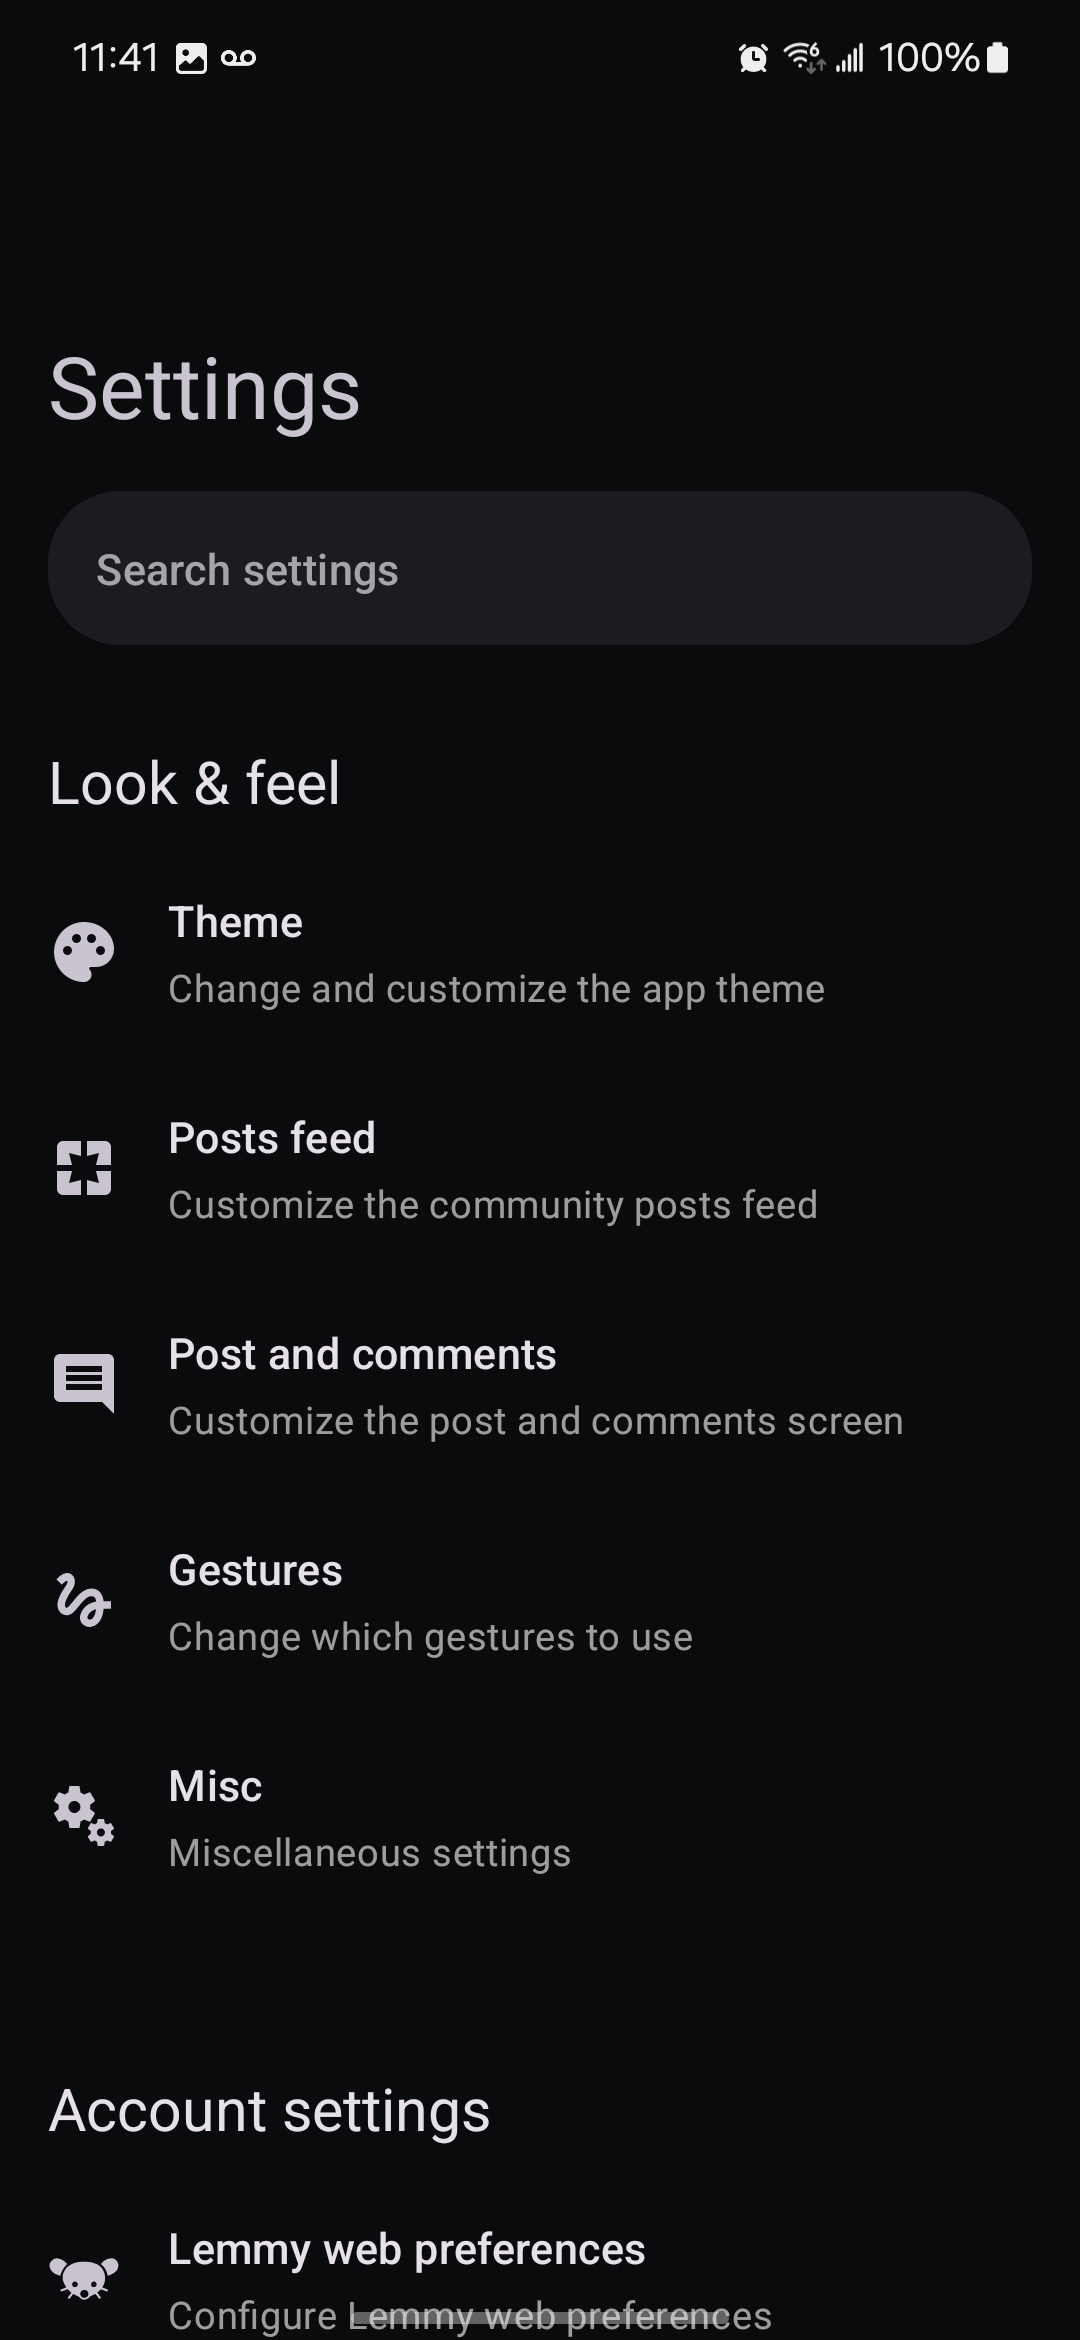 11:41 6 100%
Settings
Search settings
Look & feel
Theme
Change and customize the app theme
Posts feed
Customize the community posts feed
Post and comments
Customize the post and comments screen
Gestures
Change which gestures to use
Misc
Miscellaneous settings
Account settings
Lemmy web preferences
Configure Lemmy web preferences